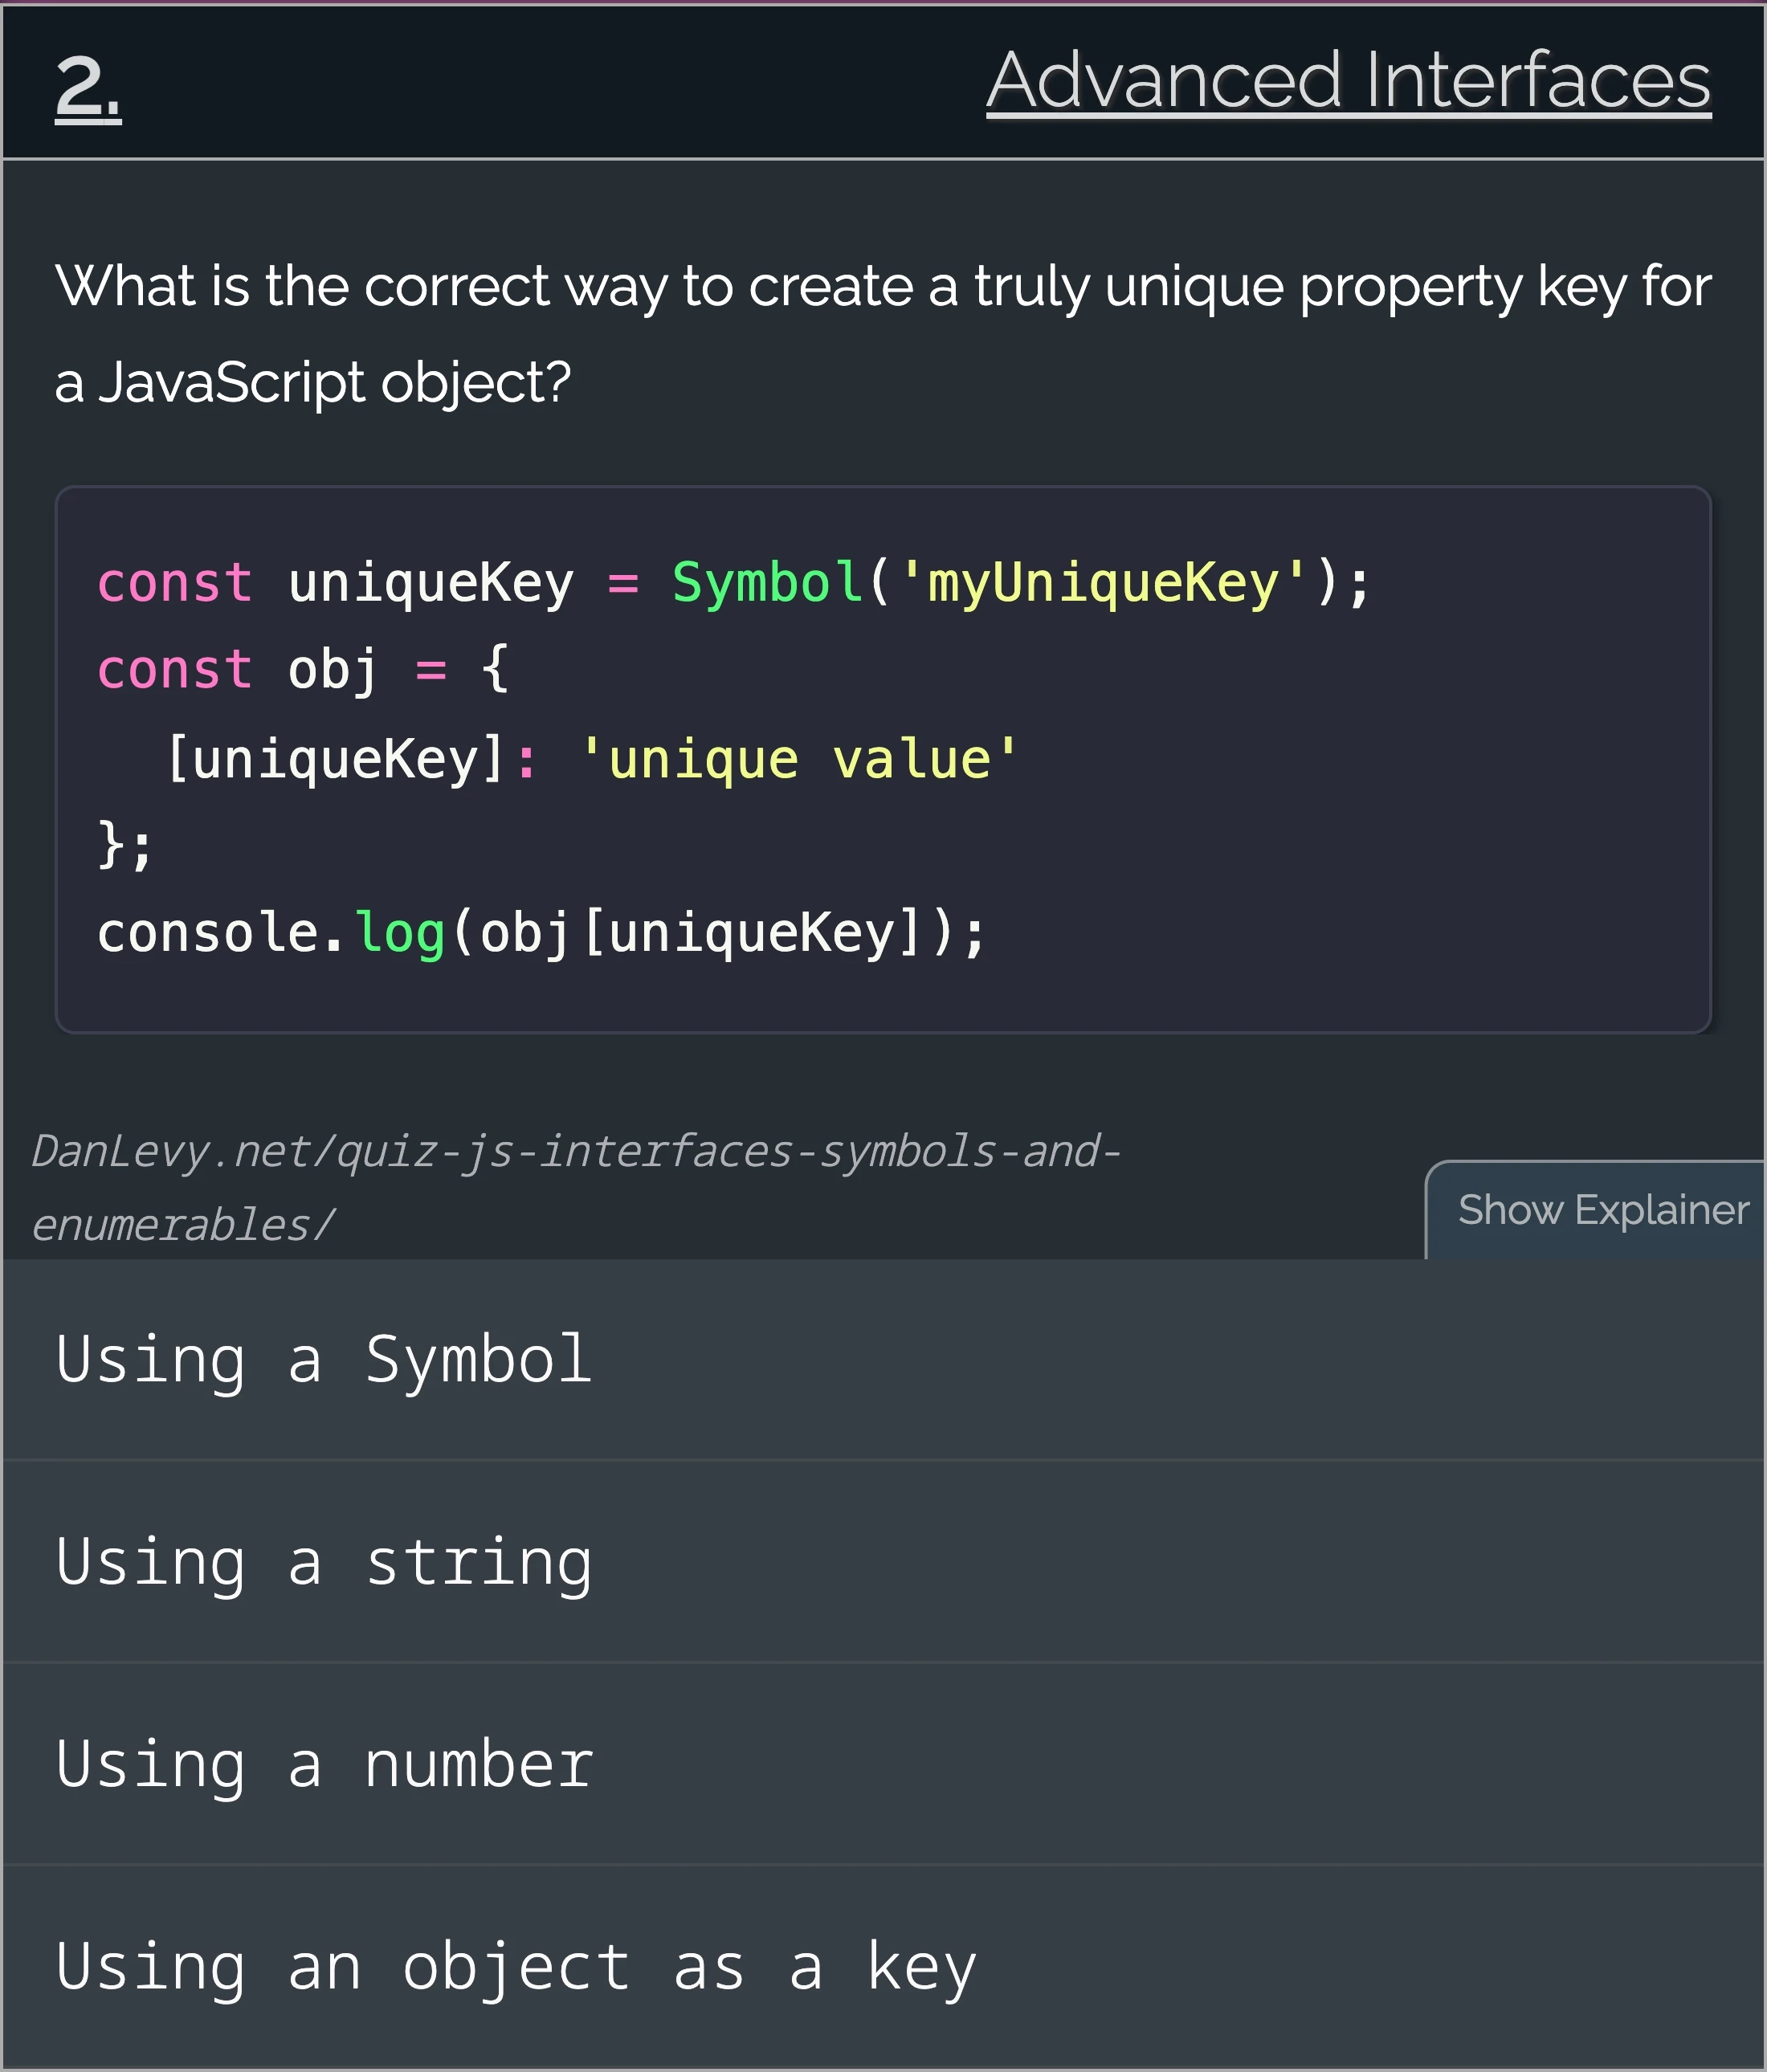 2.
Advanced Interfaces
What is the correct way to create a truly unique property key for
a JavaScript object?
const uniqueKey = Symbol('myUniqueKey');
const obj = {
  [uniqueKey]: 'unique value'
};
console.log(obj[uniqueKey]);
DanLevy.net/quiz-js-interfaces-symbols-and-
enumerables/
Show Explainer
Using a Symbol
Using a string
Using a number
Using an object as a key